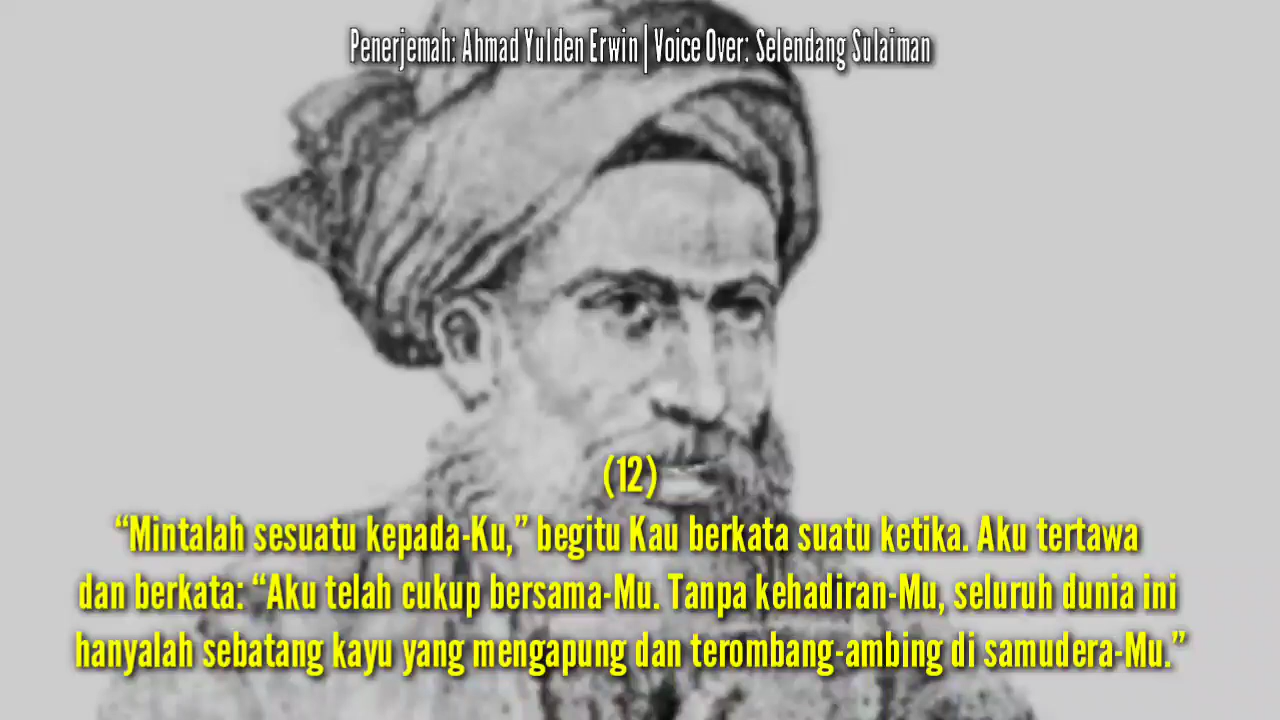 Penerjemah: Ahmad Yulden Erwin | Voice Over: Selendang Sulaiman
(12)
“Mintalah sesuatu kepada-Ku,” begitu Kau berkata suatu ketika. Aku tertawa
dan berkata: “Aku telah cukup bersama-Mu. Tanpa kehadiran-Mu, seluruh dunia ini
hanyalah sebatang kayu yang mengapung dan terombang-ambing di samudera-Mu.”